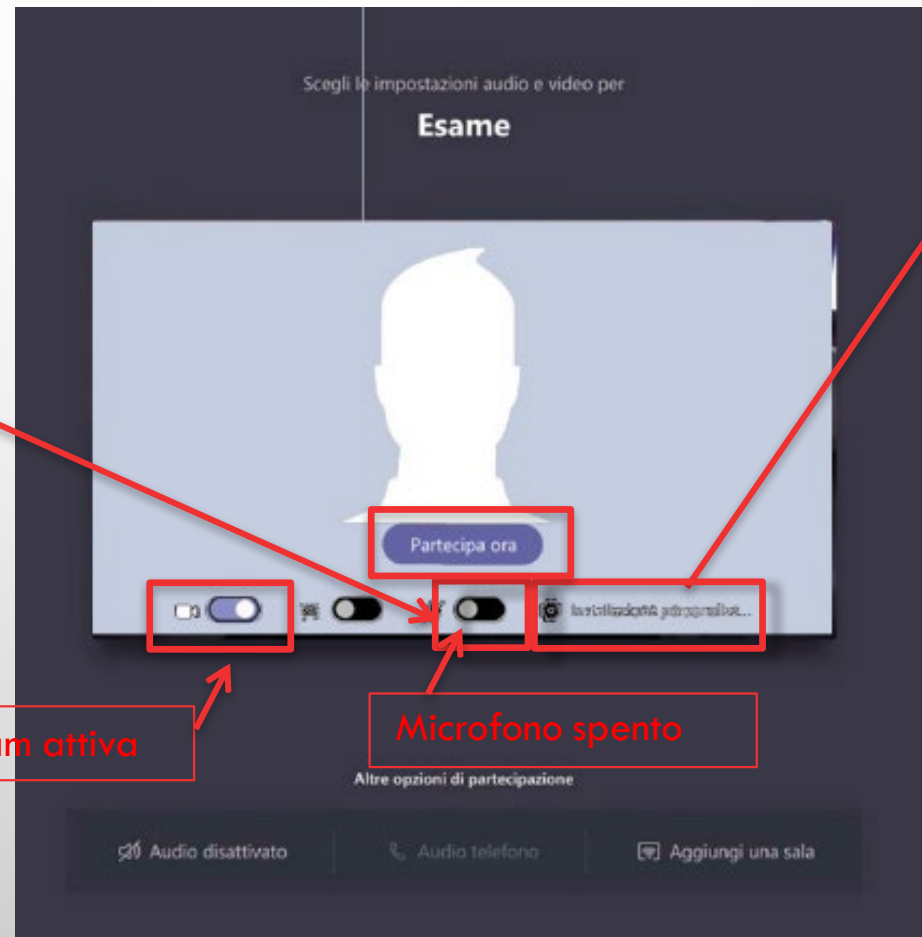 Scegli le impostazioni audio e video per
Esame
Partecipa ora
attiva
Microfono spento
Altre opzioni di partecipazione
Audio disattivato
Audio telefono
Aggiungi una sala